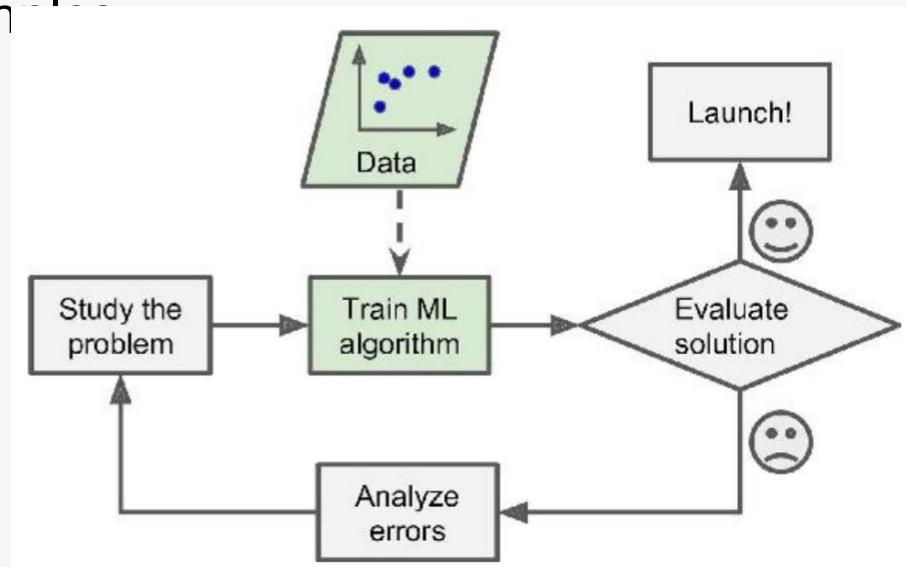 Data
Launch!
Study the
problem
Train ML
algorithm
Evaluate
solution
Analyze
errors